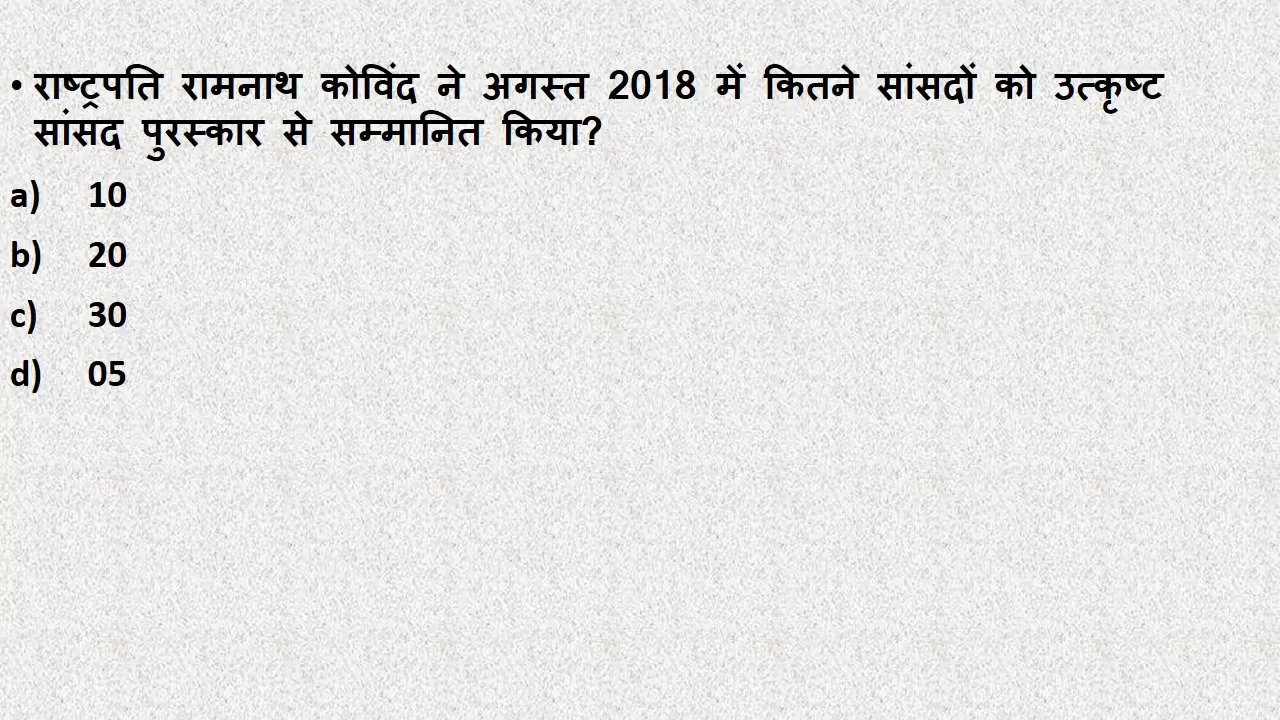 • राष्ट्रपति रामनाथ कोविंद ने अगस्त 2018 में कितने सांसदों को उत्कृष्ट
सांसद पुरस्कार से सम्मानित किया?
a) 10
b) 20
c) 30
d) 05